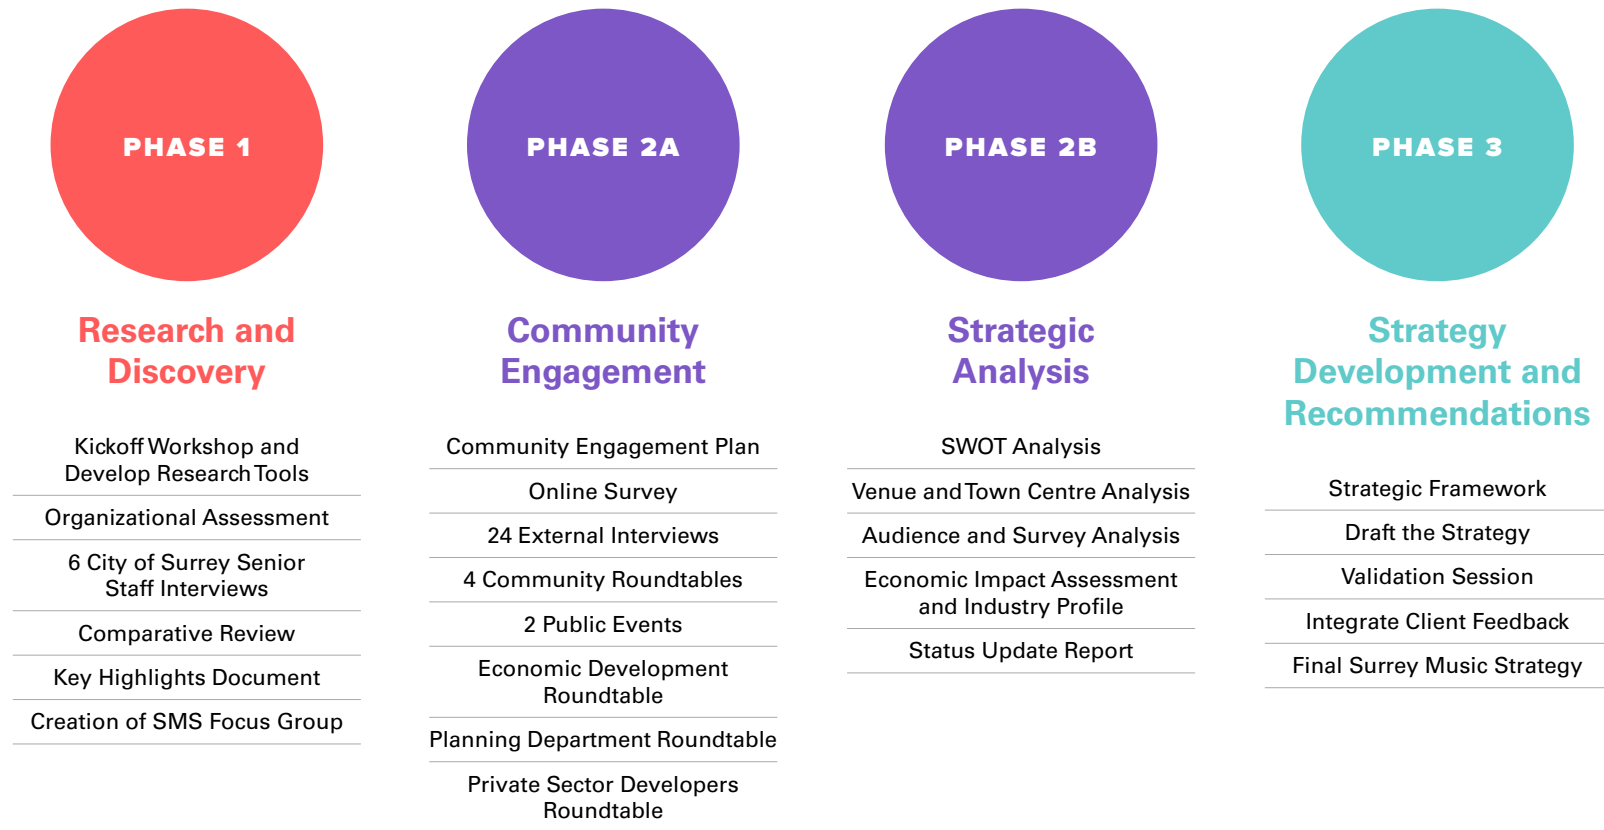 PHASE 1
Research and
Discovery
Kickoff Workshop and
Develop Research Tools
Organizational Assessment
6 City of Surrey Senior
Staff Interviews
Comparative Review
Key Highlights Document
Creation of SMS Focus Group
PHASE 2A
Community
Engagement
Community Engagement Plan
Online Survey
24 External Interviews
4 Community Roundtables
2 Public Events
Economic Development
Roundtable
Planning Department Roundtable
Private Sector Developers
Roundtable
PHASE 2B
Strategic
Analysis
SWOT Analysis
Venue and Town Centre Analysis
Audience and Survey Analysis
Economic Impact Assessment
and Industry Profile
Status Update Report
PHASE 3
Strategy
Development and
Recommendations
Strategic Framework
Draft the Strategy
Validation Session
Integrate Client Feedback
Final Surrey Music Strategy